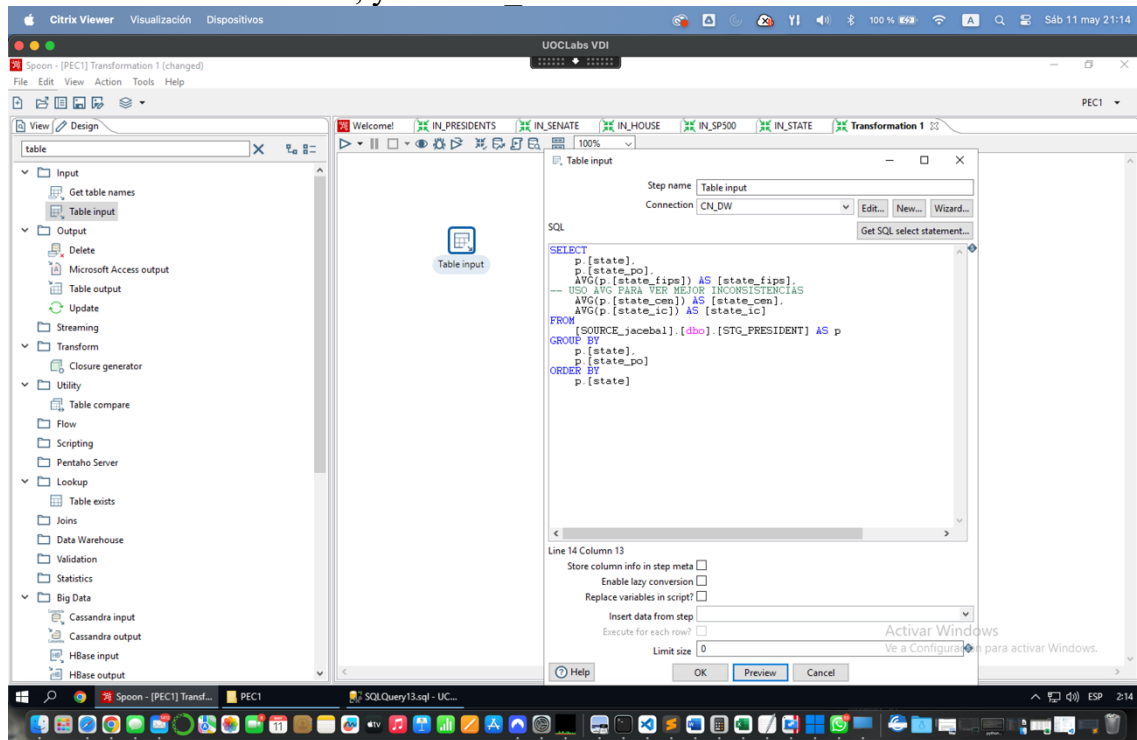 Citrix Viewer Visualización Dispositivos 100 % A Sáb 11 may 21:14
UOCLabs VDI
Spoon - [PEC1] Transformation 1 (changed)
File Edit View Action Tools Help
PEC1
View Design
Welcome! IN_PRESIDENTS IN_SENATE IN_HOUSE IN_SP500 IN_STATE Transformation 1
table
100%
Input
Get table names
Table input
Output
Delete
Microsoft Access output
Table output
Update
Streaming
Transform
Closure generator
Utility
Table compare
Flow
Scripting
Pentaho Server
Lookup
Table exists
Joins
Data Warehouse
Validation
Statistics
Big Data
Cassandra input
Cassandra output
HBase input
HBase output
Table input
Table input
Step name Table input
Connection CN_DW Edit... New... Wizard...
SQL Get SQL select statement...
SELECT
p.[state],
p.[state_po],
AVG(p.[state_fips]) AS [state_fips],
-- USO AVG PARA VER MEJOR INCONSISTENCIAS
AVG(p.[state_cen]) AS [state_cen],
AVG(p.[state_ic]) AS [state_ic]
FROM
[SOURCE_jacebal].[dbo].[STG_PRESIDENT] AS p
GROUP BY
p.[state],
p.[state_po]
ORDER BY
p.[state]
Line 14 Column 13
Store column info in step meta
Enable lazy conversion
Replace variables in script?
Insert data from step
Execute for each row?
Limit size 0
Activar Windows
Ve a Configuración para activar Windows.
Help OK Preview Cancel
Spoon - [PEC1] Transf... PEC1 SQLQuery13.sql - UC... ESP 2:14